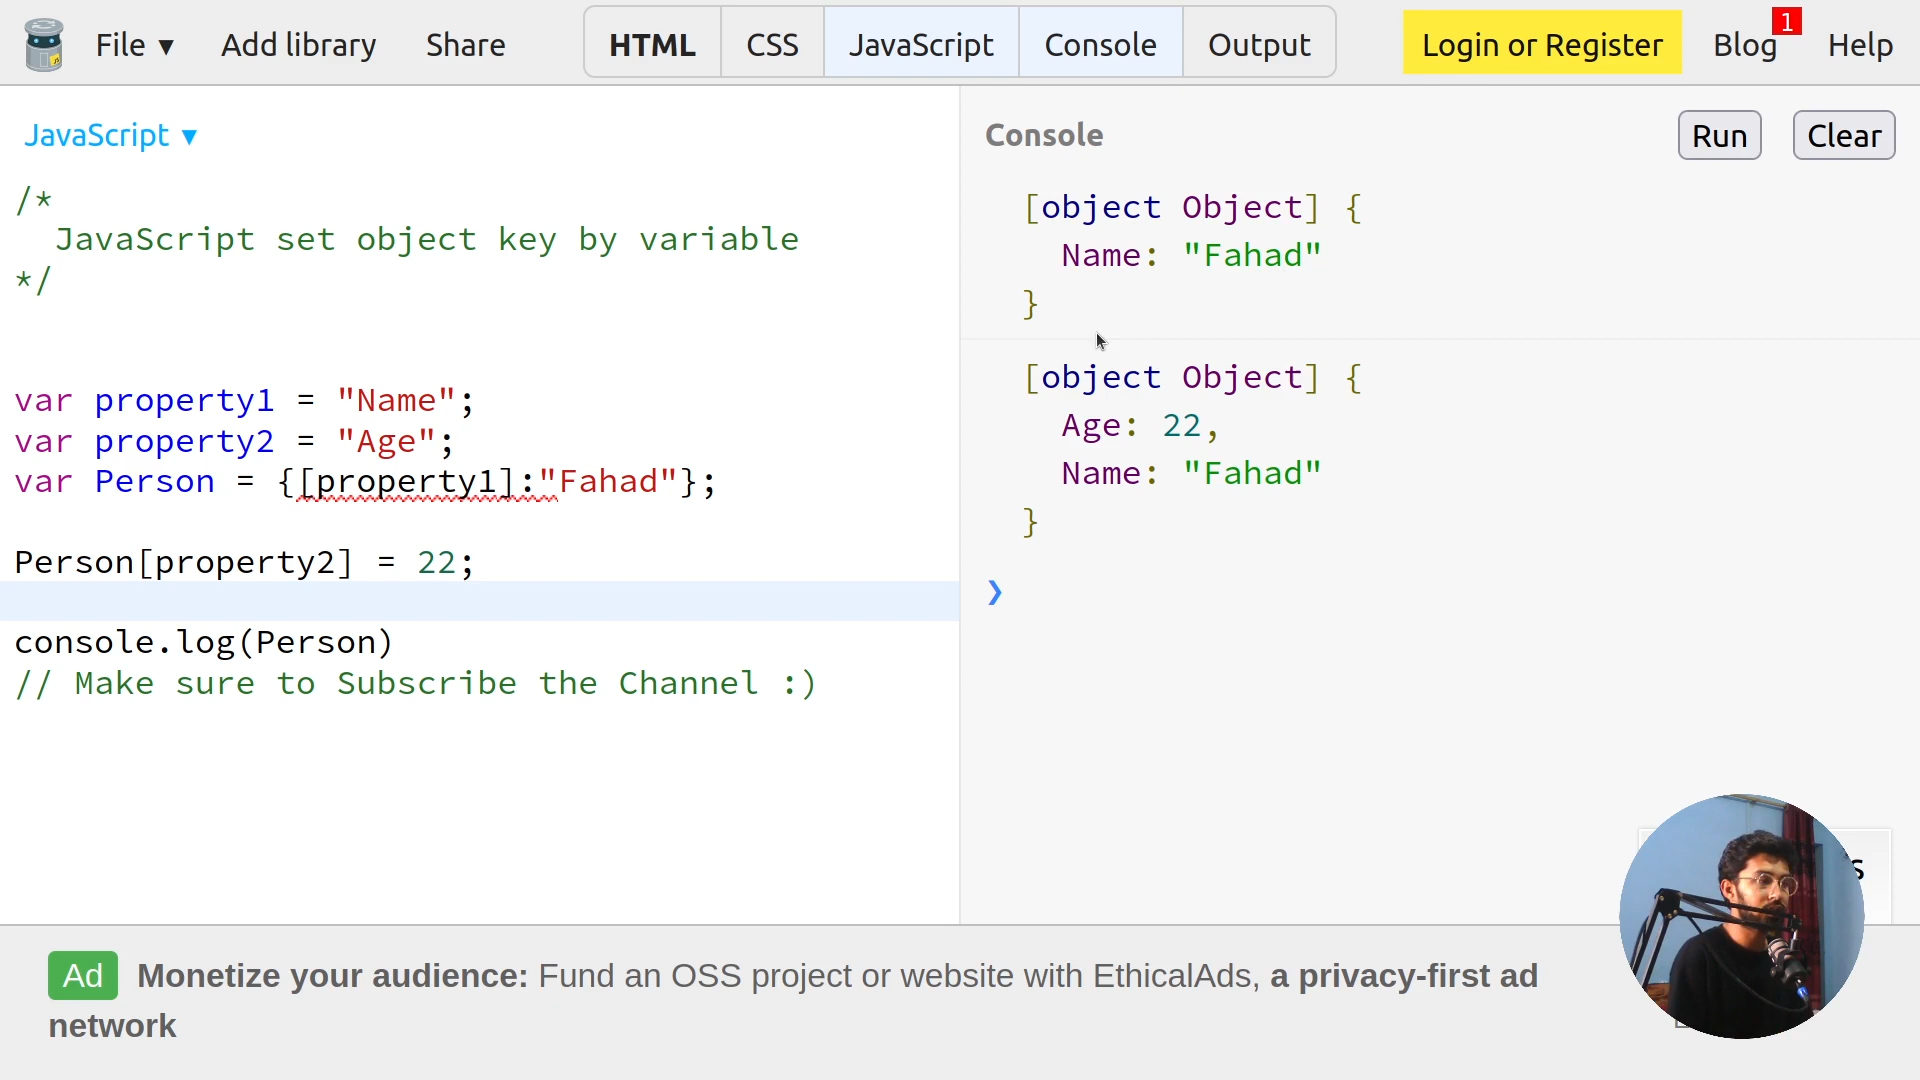 File ▼ Add library Share HTML CSS JavaScript Console Output Login or Register Blog 1 Help
JavaScript ▼
/*
JavaScript set object key by variable
*/
var property1 = "Name";
var property2 = "Age";
var Person = {[property1]:"Fahad"};
Person[property2] = 22;
console.log(Person)
// Make sure to Subscribe the Channel :)
Console Run Clear
[object Object] {
Name: "Fahad"
}
[object Object] {
Age: 22,
Name: "Fahad"
}
❯
Ad Monetize your audience: Fund an OSS project or website with EthicalAds, a privacy-first ad
network